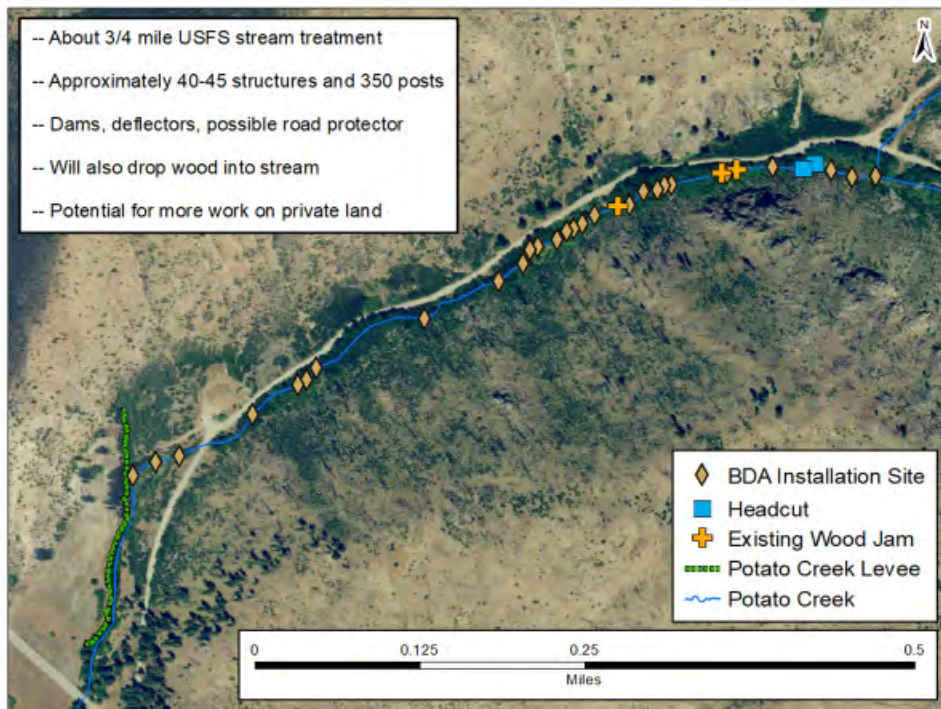 -- About 3/4 mile USFS stream treatment
-- Approximately 40-45 structures and 350 posts
-- Dams, deflectors, possible road protector
-- Will also drop wood into stream
-- Potential for more work on private land
N
BDA Installation Site
Headcut
Existing Wood Jam
Potato Creek Levee
Potato Creek
0 0.125 0.25 0.5
Miles